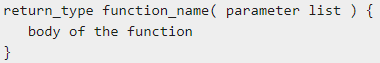 return_type function_name( parameter list ) {
   body of the function
}